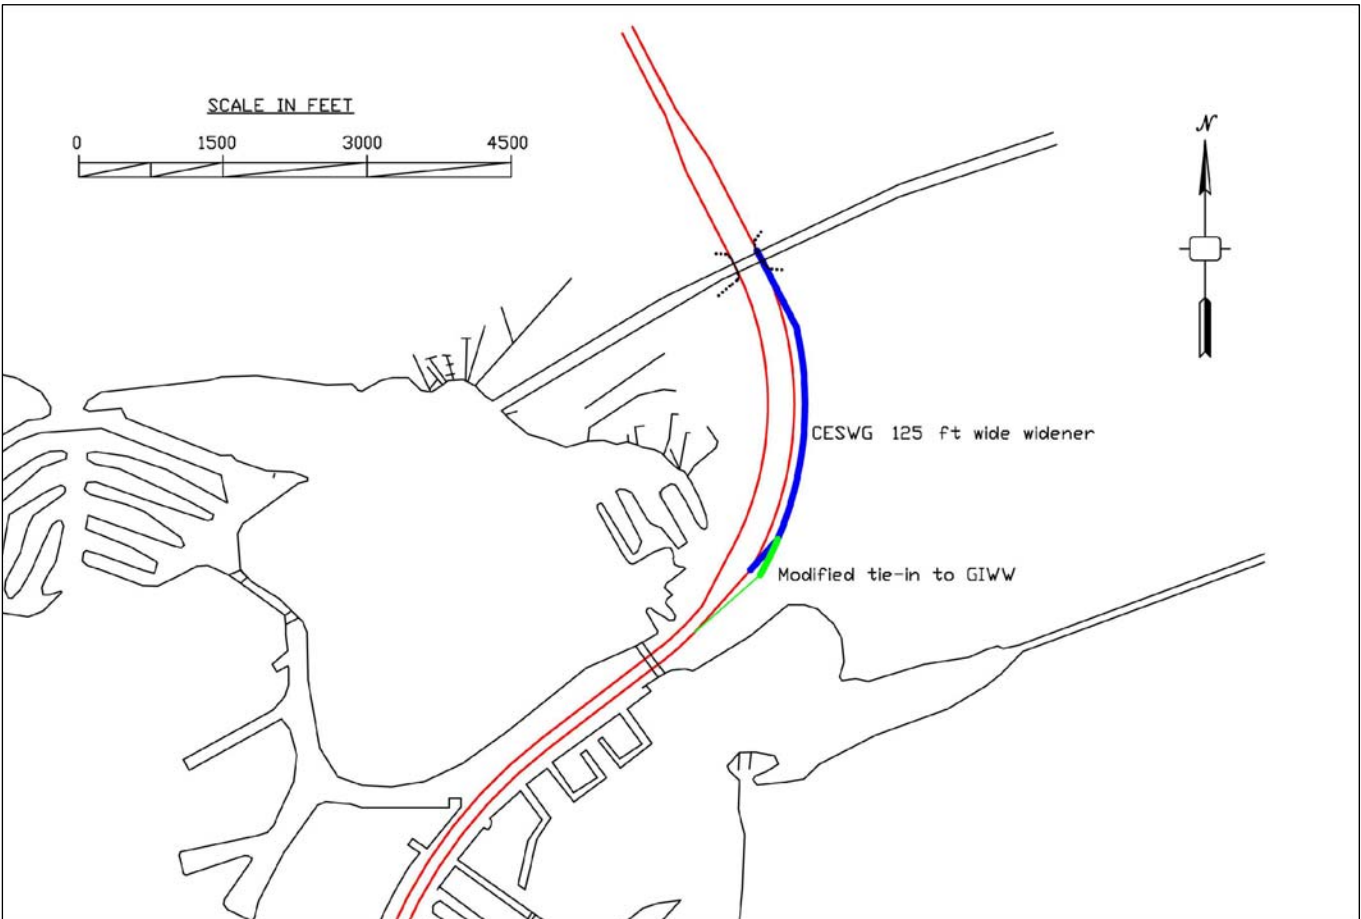 SCALE IN FEET
0 1500 3000 4500
N
CESWG 125 ft wide widener
Modified tie-in to GIWW